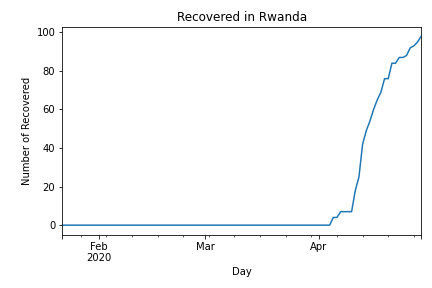 Recovered in Rwanda
100
80
60
40
20
0
Number of Recovered
Feb
2020
Mar
Apr
Day